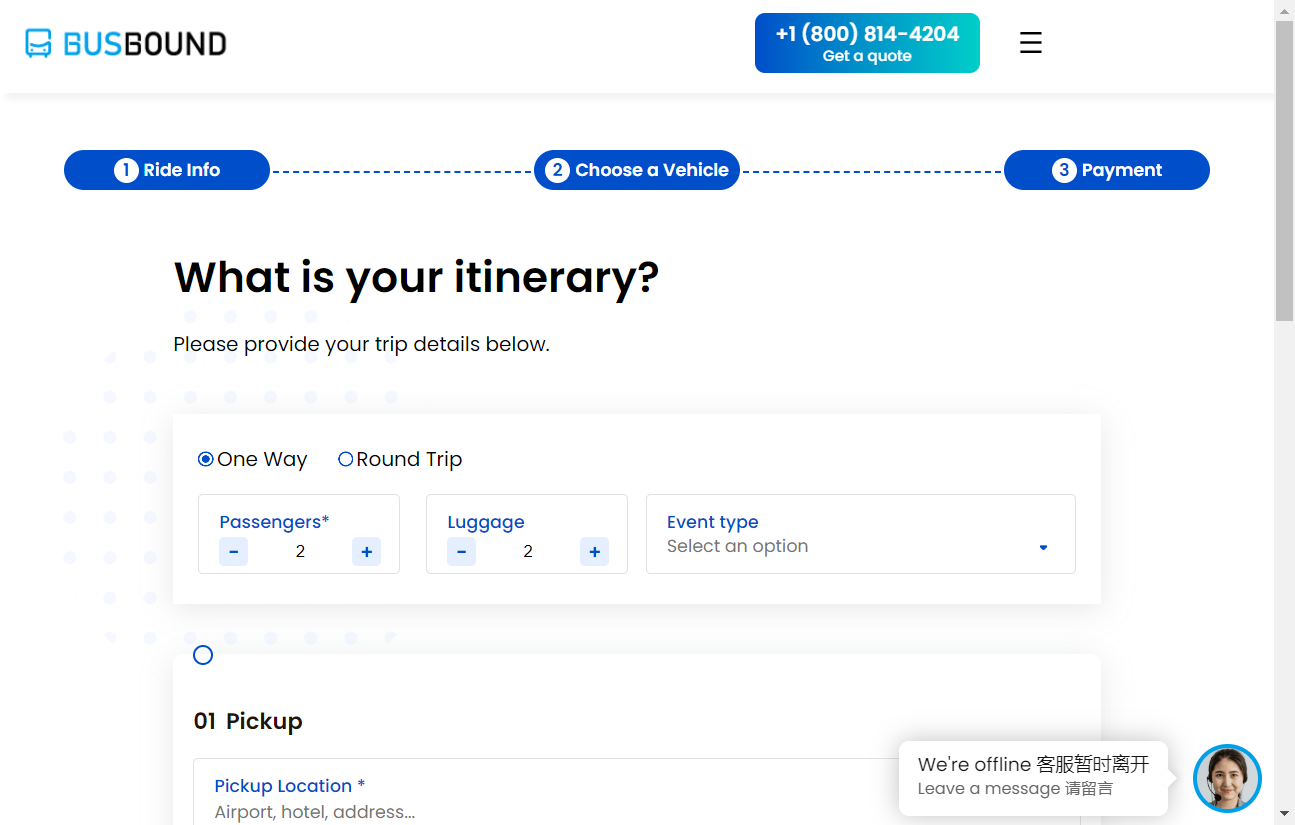 BUSBOUND
+1 (800) 814-4204
Get a quote
1 Ride Info
2 Choose a Vehicle
3 Payment
What is your itinerary?
Please provide your trip details below.
One Way
Round Trip
Passengers*
- 2 +
Luggage
- 2 +
Event type
Select an option
01 Pickup
Pickup Location *
Airport, hotel, address...
We're offline 客服暂时离开
Leave a message 请留言